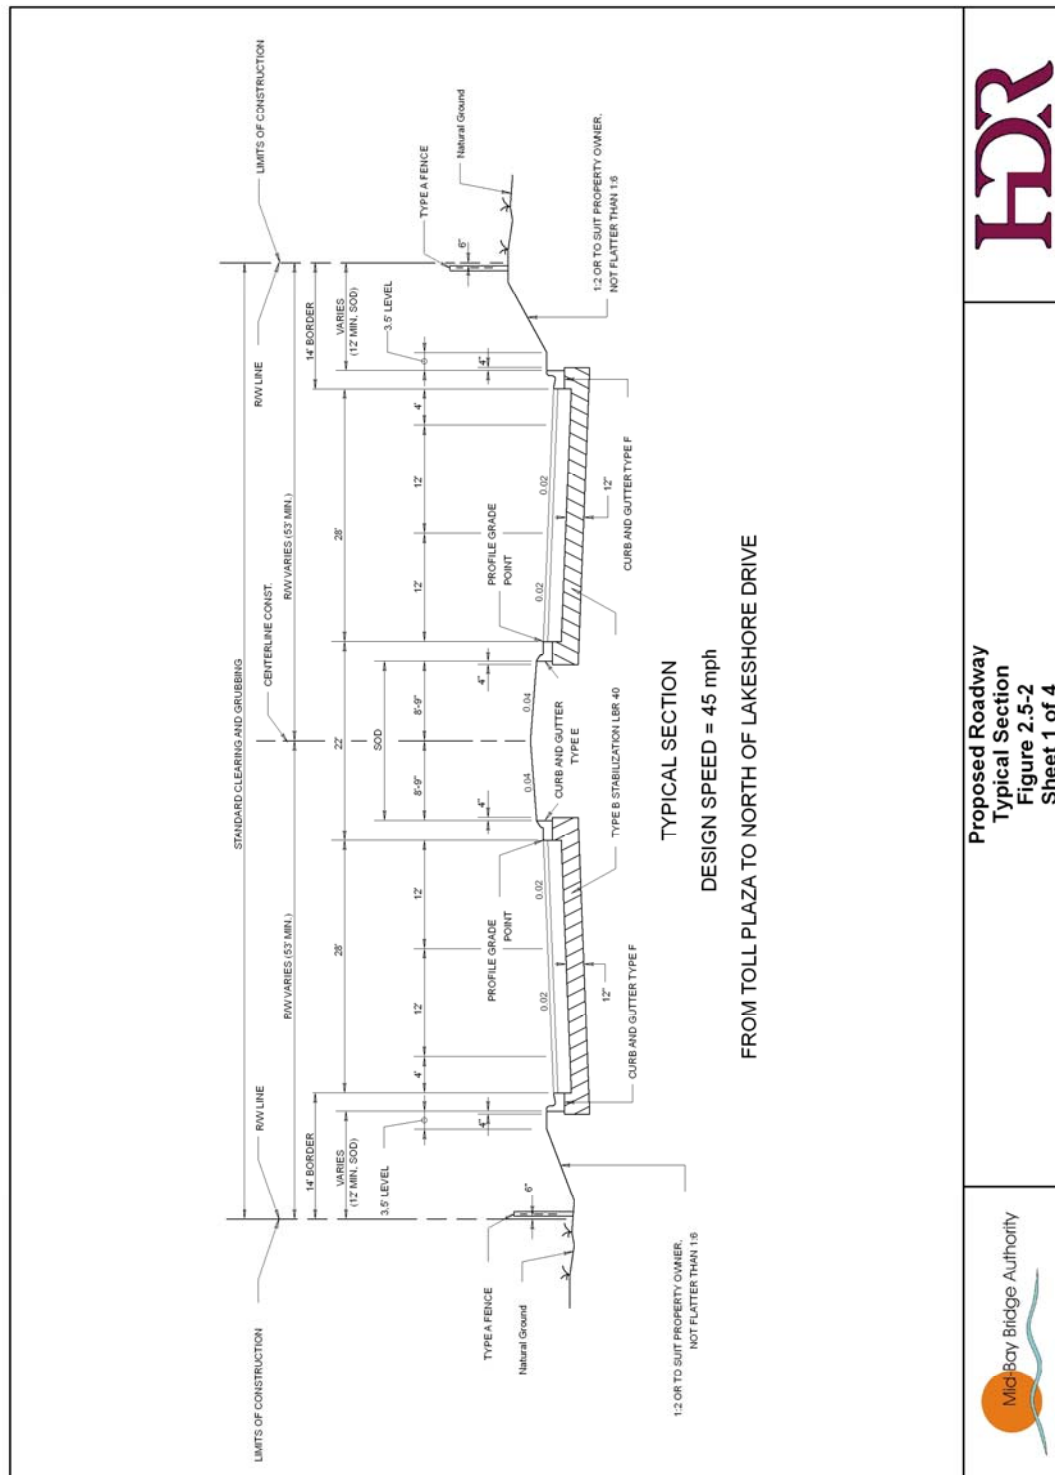 LIMITS OF CONSTRUCTION
LIMITS OF CONSTRUCTION
STANDARD CLEARING AND GRUBBING
R/W LINE
CENTERLINE CONST.
R/W LINE
R/W VARIES (53' MIN.)
R/W VARIES (53' MIN.)
14' BORDER
28'
22'
28'
14' BORDER
VARIES
(12' MIN. SOD)
SOD
VARIES
(12' MIN. SOD)
3.5' LEVEL
3.5' LEVEL
4'
12'
12'
8'-9"
8'-9"
12'
12'
4'
4"
4"
4"
4"
TYPE A FENCE
Natural Ground
6"
PROFILE GRADE
POINT
PROFILE GRADE
POINT
TYPE A FENCE
Natural Ground
6"
0.02
0.02
0.04
0.04
0.02
0.02
CURB AND GUTTER
TYPE E
1:2 OR TO SUIT PROPERTY OWNER.
NOT FLATTER THAN 1:6
1:2 OR TO SUIT PROPERTY OWNER.
NOT FLATTER THAN 1:6
12"
12"
CURB AND GUTTER TYPE F
TYPE B STABILIZATION LBR 40
CURB AND GUTTER TYPE F
TYPICAL SECTION
DESIGN SPEED = 45 mph
FROM TOLL PLAZA TO NORTH OF LAKESHORE DRIVE
Mid-Bay Bridge Authority
Proposed Roadway
Typical Section
Figure 2.5-2
Sheet 1 of 4
HDR